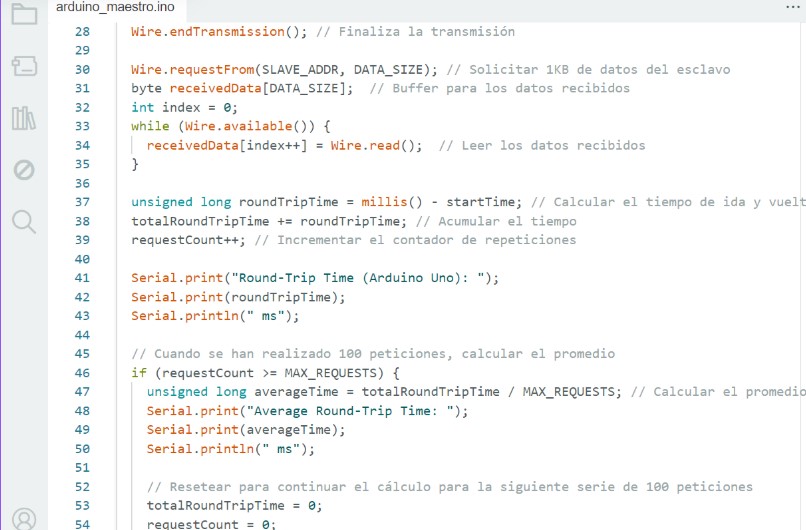 arduino_maestro.ino
28 Wire.endTransmission(); // Finaliza la transmisión
29
30 Wire.requestFrom(SLAVE_ADDR, DATA_SIZE); // Solicitar 1KB de datos del esclavo
31 byte receivedData[DATA_SIZE];  // Buffer para los datos recibidos
32 int index = 0;
33 while (Wire.available()) {
34   receivedData[index++] = Wire.read();  // Leer los datos recibidos
35 }
36
37 unsigned long roundTripTime = millis() - startTime; // Calcular el tiempo de ida y vuelt
38 totalRoundTripTime += roundTripTime; // Acumular el tiempo
39 requestCount++; // Incrementar el contador de repeticiones
40
41 Serial.print("Round-Trip Time (Arduino Uno): ");
42 Serial.print(roundTripTime);
43 Serial.println(" ms");
44
45 // Cuando se han realizado 100 peticiones, calcular el promedio
46 if (requestCount >= MAX_REQUESTS) {
47   unsigned long averageTime = totalRoundTripTime / MAX_REQUESTS; // Calcular el promedio
48   Serial.print("Average Round-Trip Time: ");
49   Serial.print(averageTime);
50   Serial.println(" ms");
51
52   // Resetear para continuar el cálculo para la siguiente serie de 100 peticiones
53   totalRoundTripTime = 0;
54   requestCount = 0;